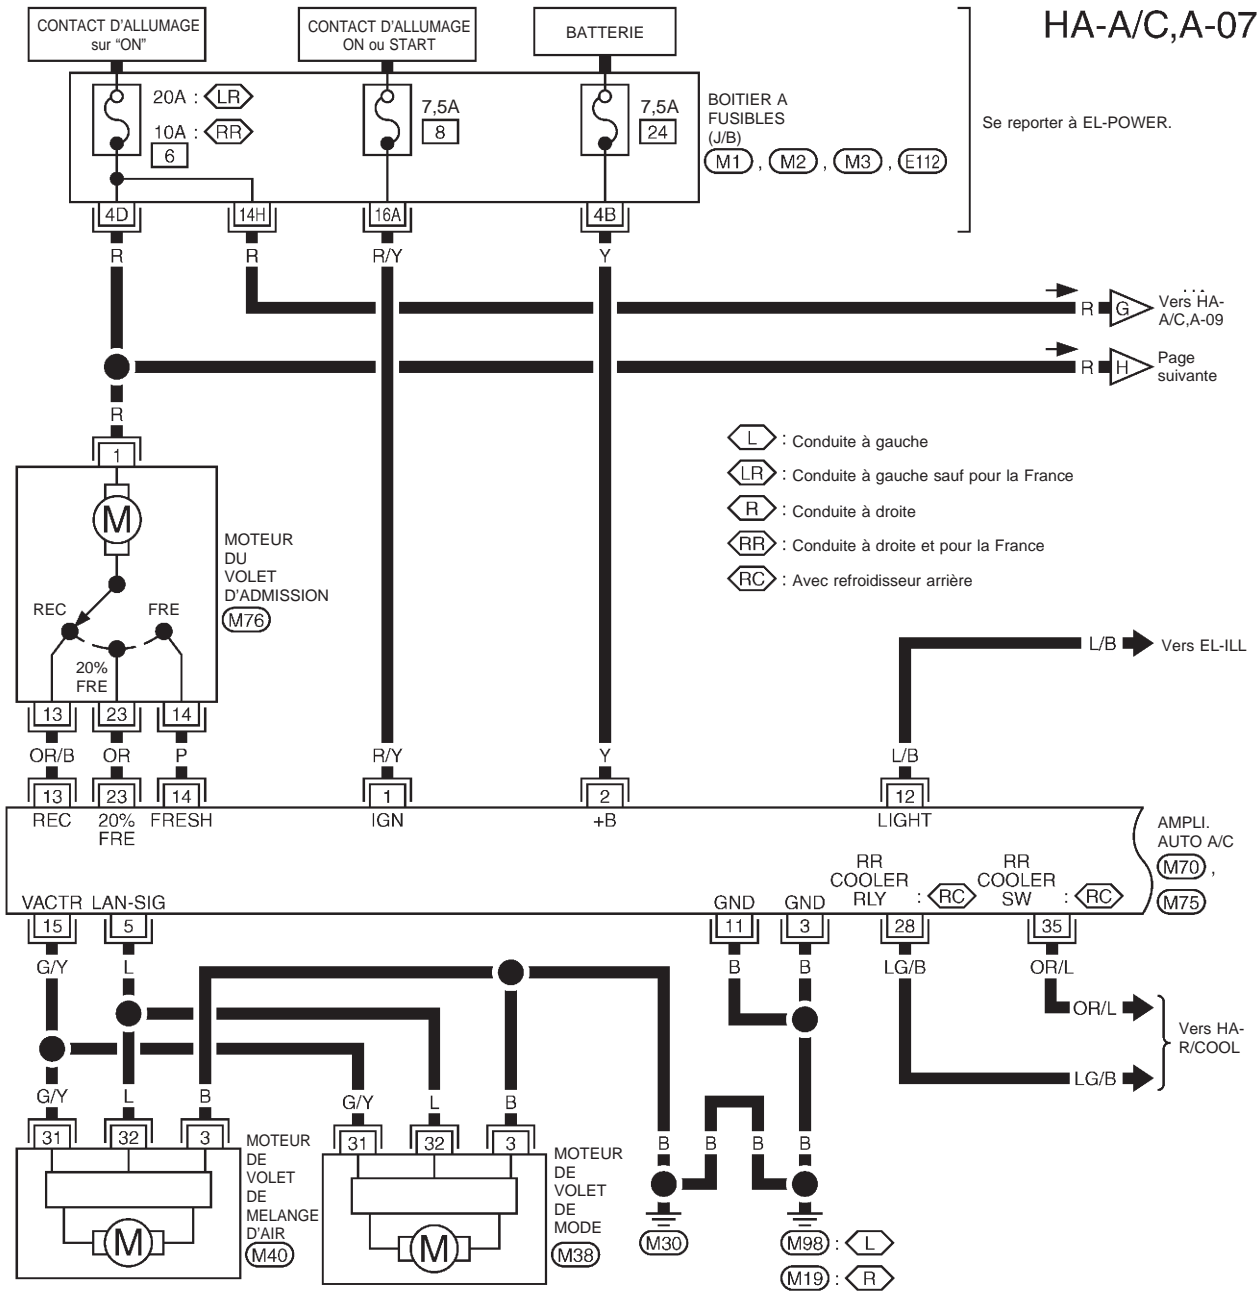 HA-A/C,A-07
CONTACT D'ALLUMAGE
sur "ON"
CONTACT D'ALLUMAGE
ON ou START
BATTERIE
20A : LR
10A : RR
6
7,5A
8
7,5A
24
BOITIER A
FUSIBLES
(J/B)
M1 , M2 , M3 , E112
Se reporter à EL-POWER.
4D
14H
16A
4B
R
R
R/Y
Y
R
G
Vers HA-
A/C,A-09
R
H
Page
suivante
R
1
L : Conduite à gauche
LR : Conduite à gauche sauf pour la France
R : Conduite à droite
RR : Conduite à droite et pour la France
RC : Avec refroidisseur arrière
M
MOTEUR
DU
VOLET
D'ADMISSION
M76
REC
FRE
20%
FRE
L/B
Vers EL-ILL
13
23
14
OR/B
OR
P
R/Y
Y
L/B
13
23
14
1
2
12
REC
20%
FRE
FRESH
IGN
+B
LIGHT
AMPLI.
AUTO A/C
M70 ,
M75
RR
COOLER
RLY
: RC
RR
COOLER
SW
: RC
VACTR
LAN-SIG
GND
GND
15
5
11
3
28
35
G/Y
L
B
B
LG/B
OR/L
OR/L
LG/B
Vers HA-
R/COOL
G/Y
L
B
G/Y
L
B
31
32
3
31
32
3
B
B
B
B
MOTEUR
DE
VOLET
DE
MELANGE
D'AIR
M40
M
MOTEUR
DE
VOLET
DE
MODE
M38
M
M30
M98 : L
M19 : R